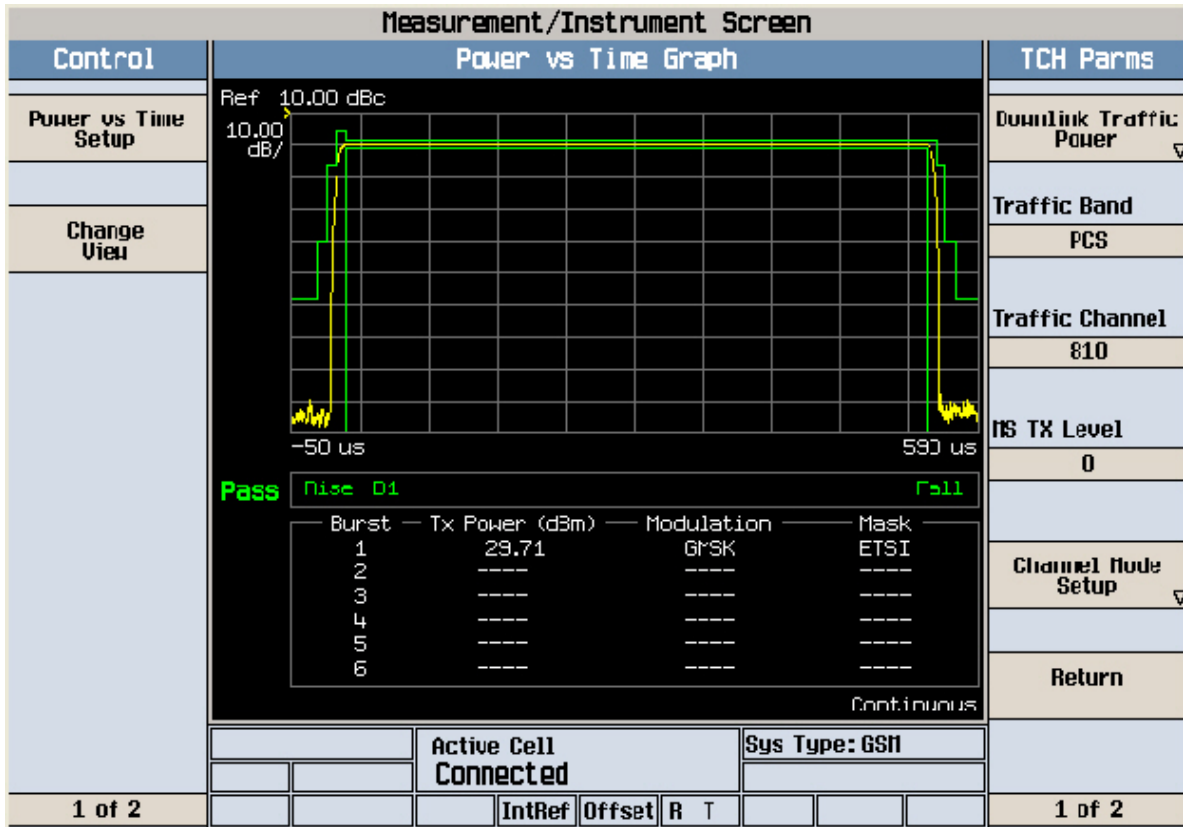 Measurement/Instrument Screen
Control
Power vs Time Graph
TCH Parms
Power vs Time
Setup
Change
View
1 of 2
Ref 10.00 dBc
10.00
dB/
-50 us
590 us
Pass
Rise
Fall
Burst
Tx Power (dBm)
Modulation
Mask
1 29.71 GMSK ETSI
2 ---- ---- ----
3 ---- ---- ----
4 ---- ---- ----
5 ---- ---- ----
6 ---- ---- ----
Continuous
Active Cell
Connected
Sys Type: GSM
IntRef
Offset
R T
Downlink Traffic
Power
Traffic Band
PCS
Traffic Channel
810
MS TX Level
0
Channel Mode
Setup
Return
1 of 2